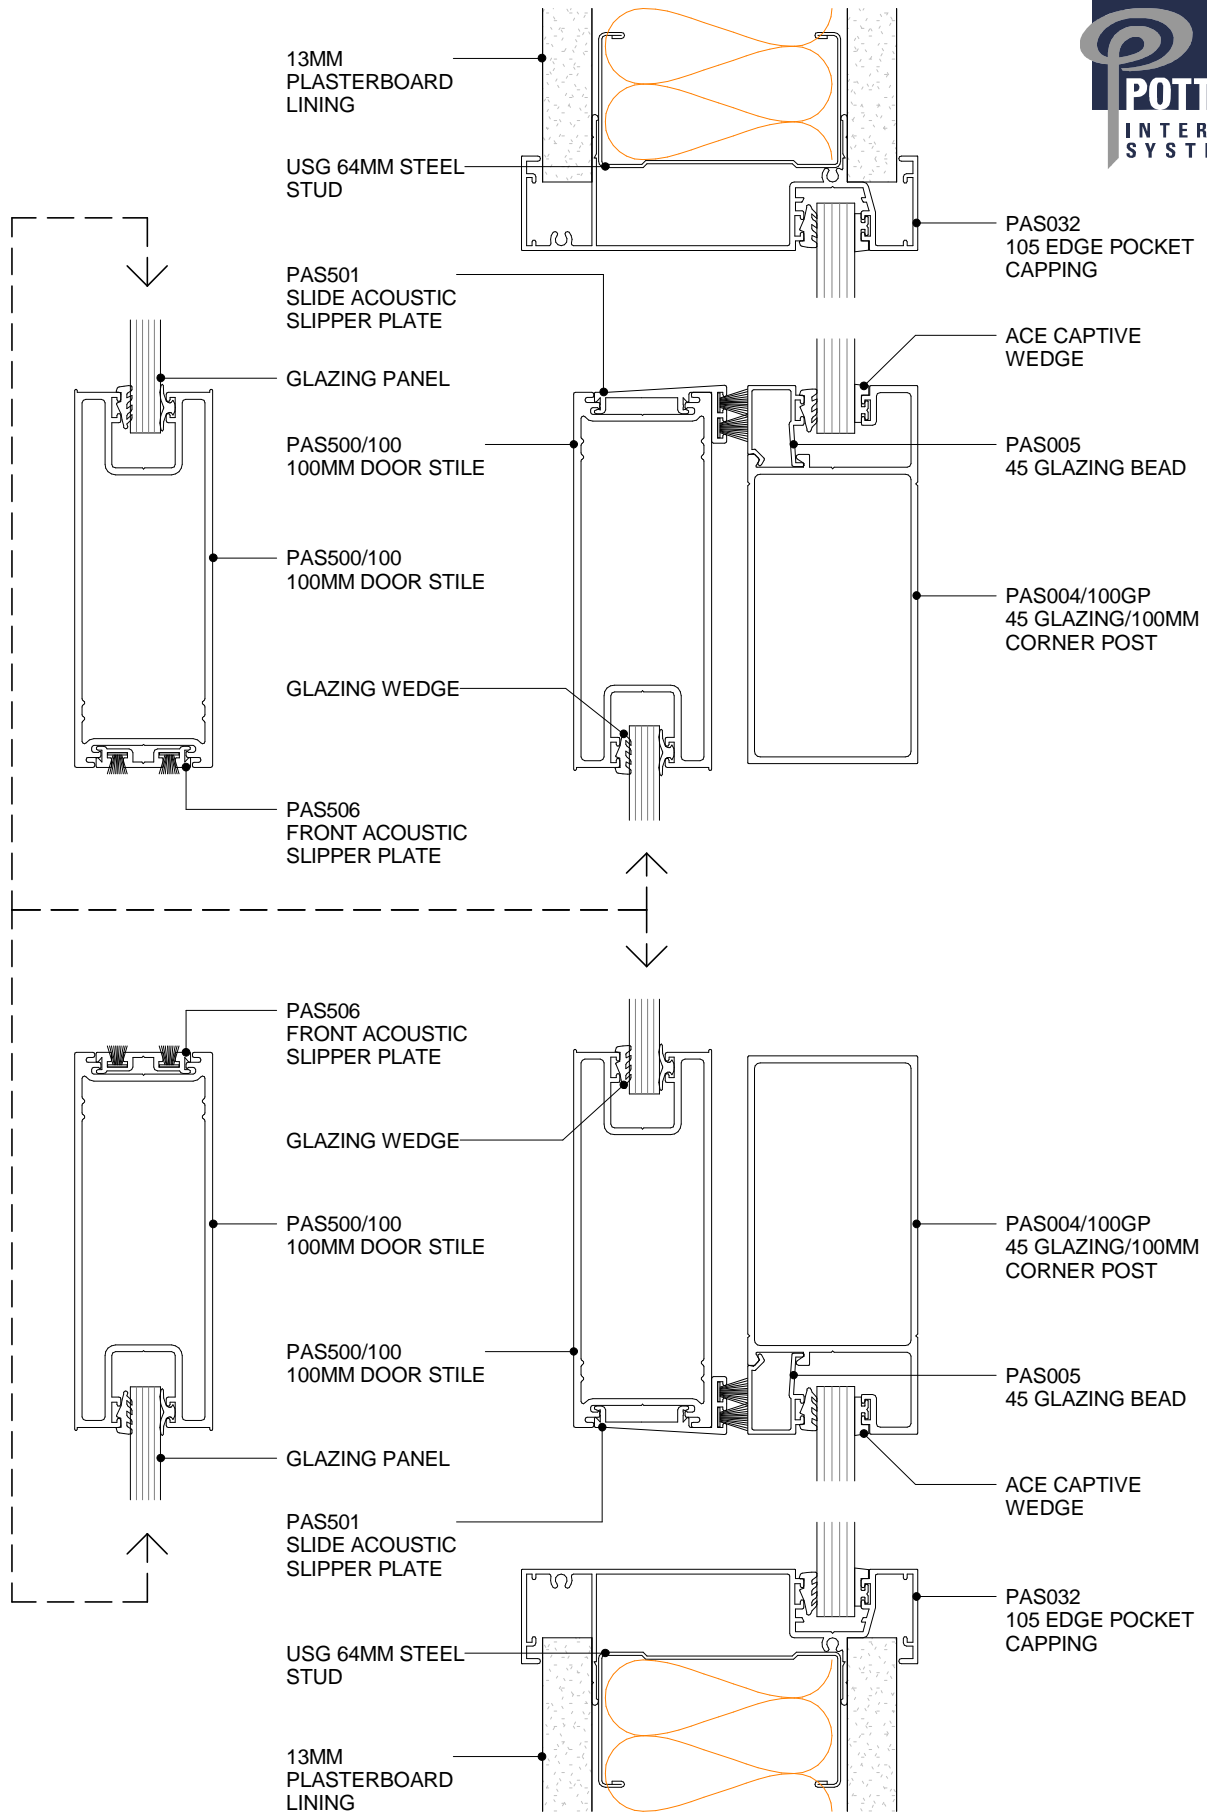 13MM
PLASTERBOARD
LINING
USG 64MM STEEL
STUD
PAS501
SLIDE ACOUSTIC
SLIPPER PLATE
GLAZING PANEL
PAS500/100
100MM DOOR STILE
PAS500/100
100MM DOOR STILE
GLAZING WEDGE
PAS506
FRONT ACOUSTIC
SLIPPER PLATE
POTT
INTER
SYST
PAS032
105 EDGE POCKET
CAPPING
ACE CAPTIVE
WEDGE
PAS005
45 GLAZING BEAD
PAS004/100GP
45 GLAZING/100MM
CORNER POST
PAS506
FRONT ACOUSTIC
SLIPPER PLATE
GLAZING WEDGE
PAS500/100
100MM DOOR STILE
PAS500/100
100MM DOOR STILE
GLAZING PANEL
PAS501
SLIDE ACOUSTIC
SLIPPER PLATE
USG 64MM STEEL
STUD
13MM
PLASTERBOARD
LINING
PAS004/100GP
45 GLAZING/100MM
CORNER POST
PAS005
45 GLAZING BEAD
ACE CAPTIVE
WEDGE
PAS032
105 EDGE POCKET
CAPPING